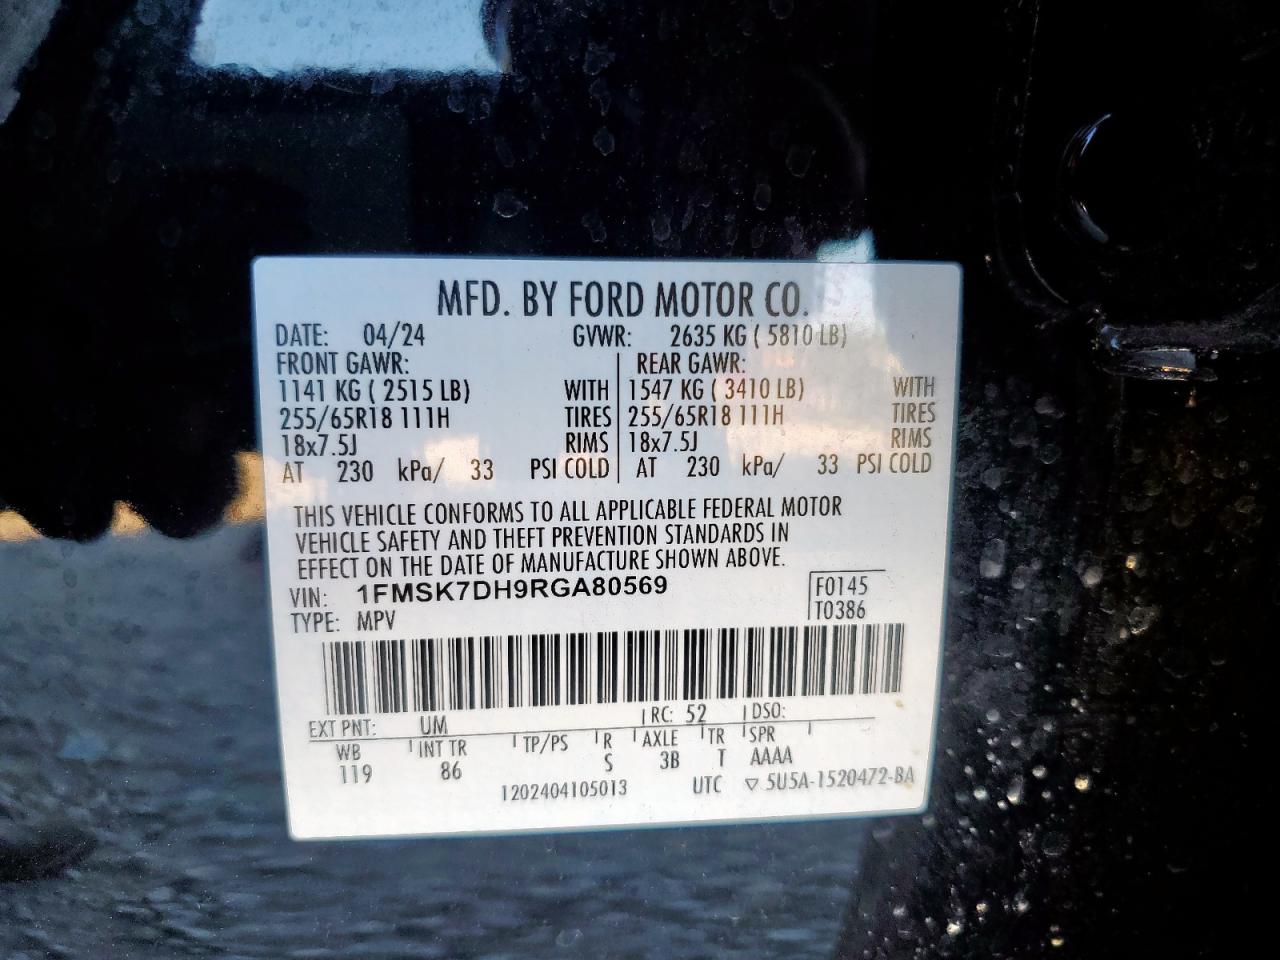 MFD. BY FORD MOTOR CO.
DATE: 04/24 GVWR: 2635 KG ( 5810 LB)
FRONT GAWR: REAR GAWR:
1141 KG ( 2515 LB) WITH 1547 KG ( 3410 LB) WITH
255/65R18 111H TIRES 255/65R18 111H TIRES
18x7.5J RIMS 18x7.5J RIMS
AT 230 kPa/ 33 PSI COLD AT 230 kPa/ 33 PSI COLD
THIS VEHICLE CONFORMS TO ALL APPLICABLE FEDERAL MOTOR
VEHICLE SAFETY AND THEFT PREVENTION STANDARDS IN
EFFECT ON THE DATE OF MANUFACTURE SHOWN ABOVE.
VIN: 1FMSK7DH9RGA80569 F0145
TYPE: MPV T0386
EXT PNT: UM RC: 52 DSO:
WB INT TR TP/PS R AXLE TR SPR
119 86 S 3B T AAAA
1202404105013 UTC ▽ 5U5A-1520472-BA